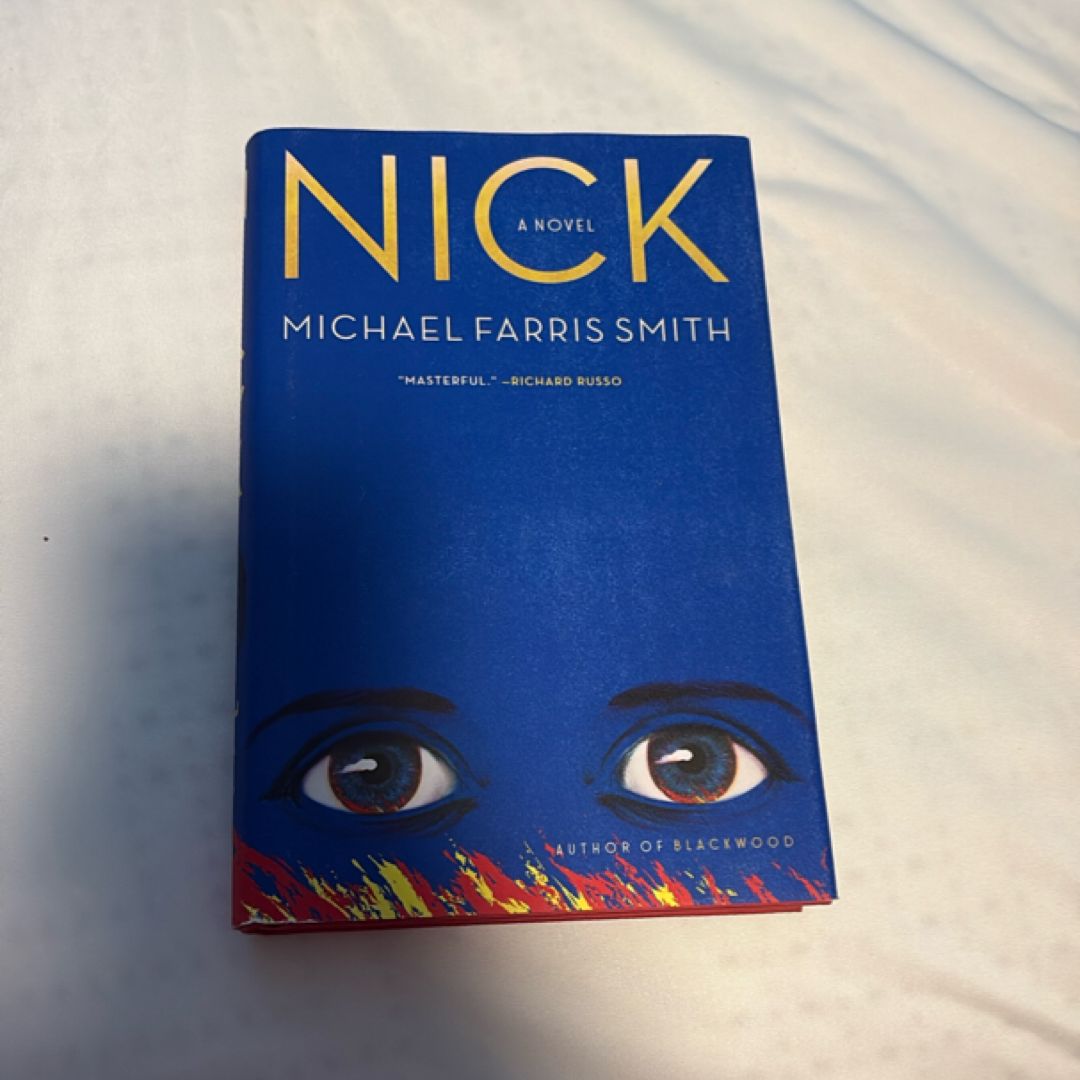 NICK
A NOVEL
MICHAEL FARRIS SMITH
"MASTERFUL." —RICHARD RUSSO
AUTHOR OF BLACKWOOD